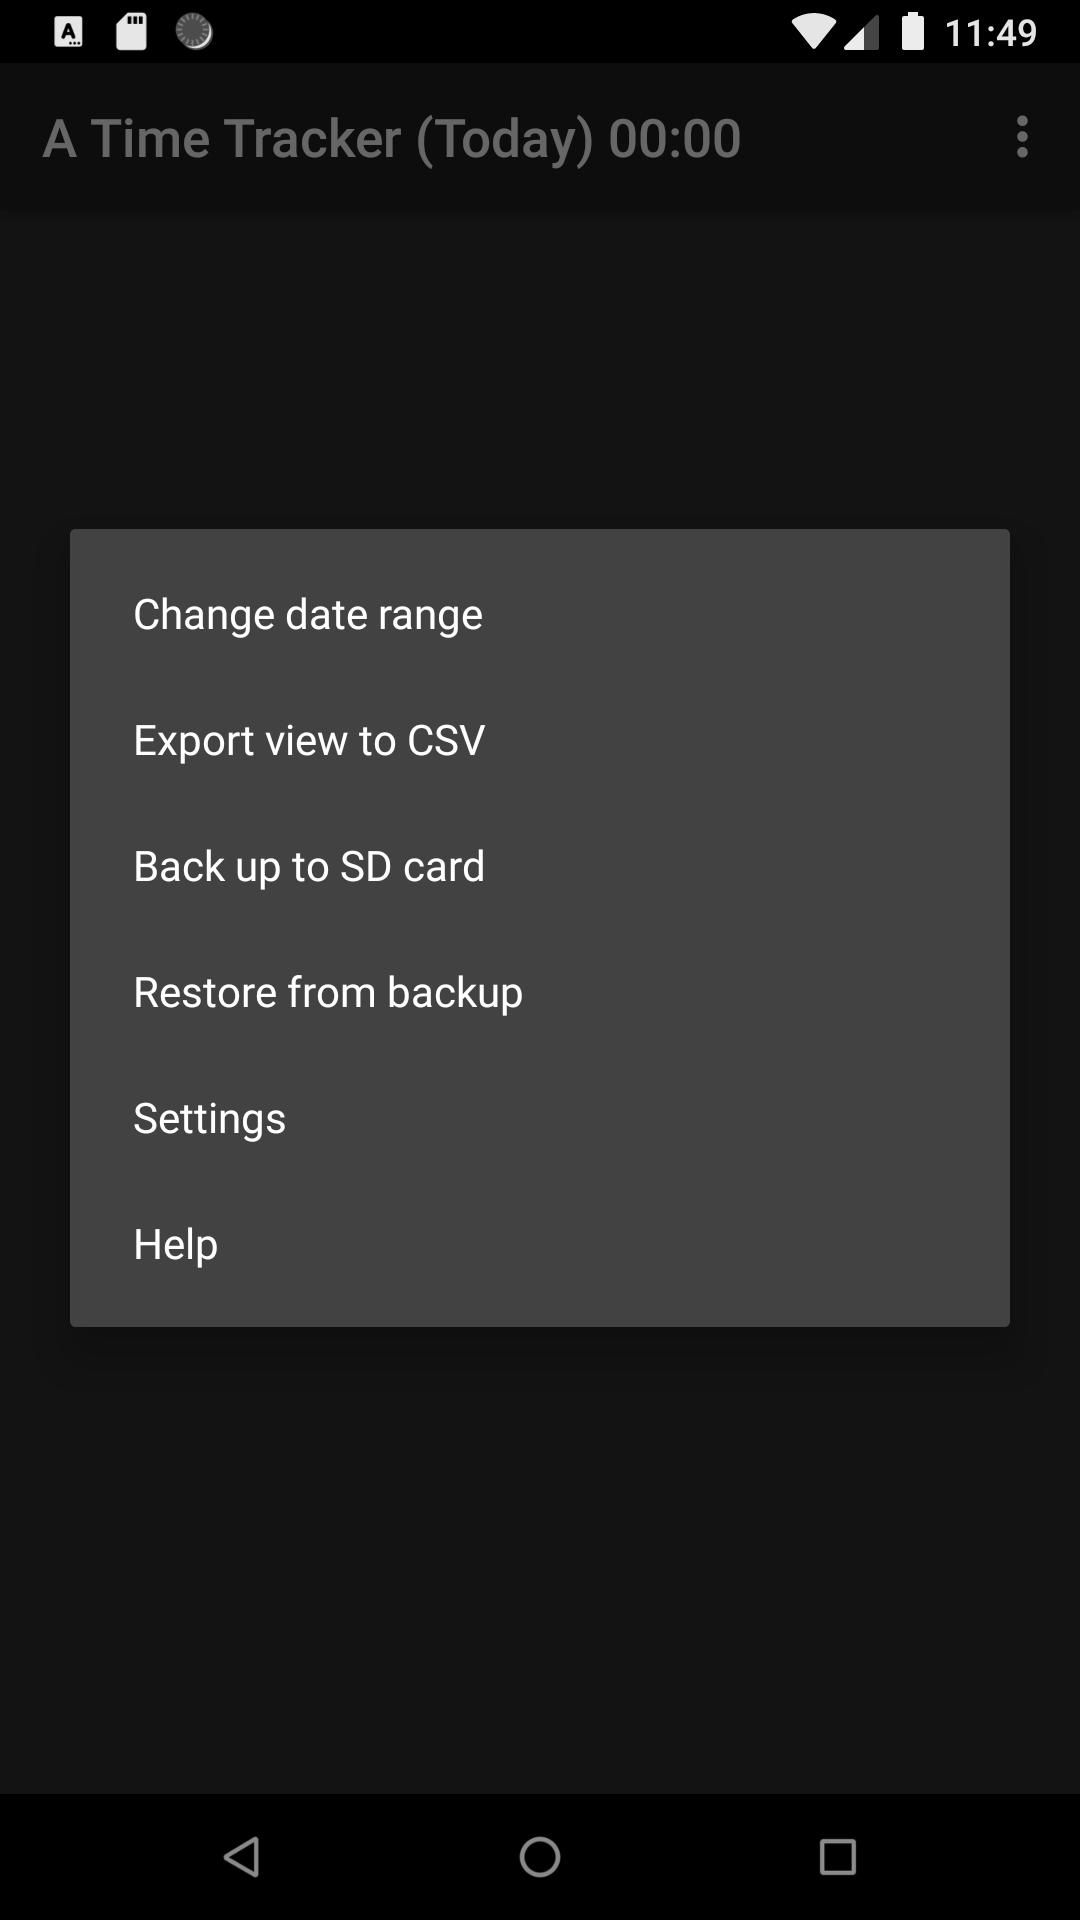 11:49
A Time Tracker (Today) 00:00
Change date range
Export view to CSV
Back up to SD card
Restore from backup
Settings
Help